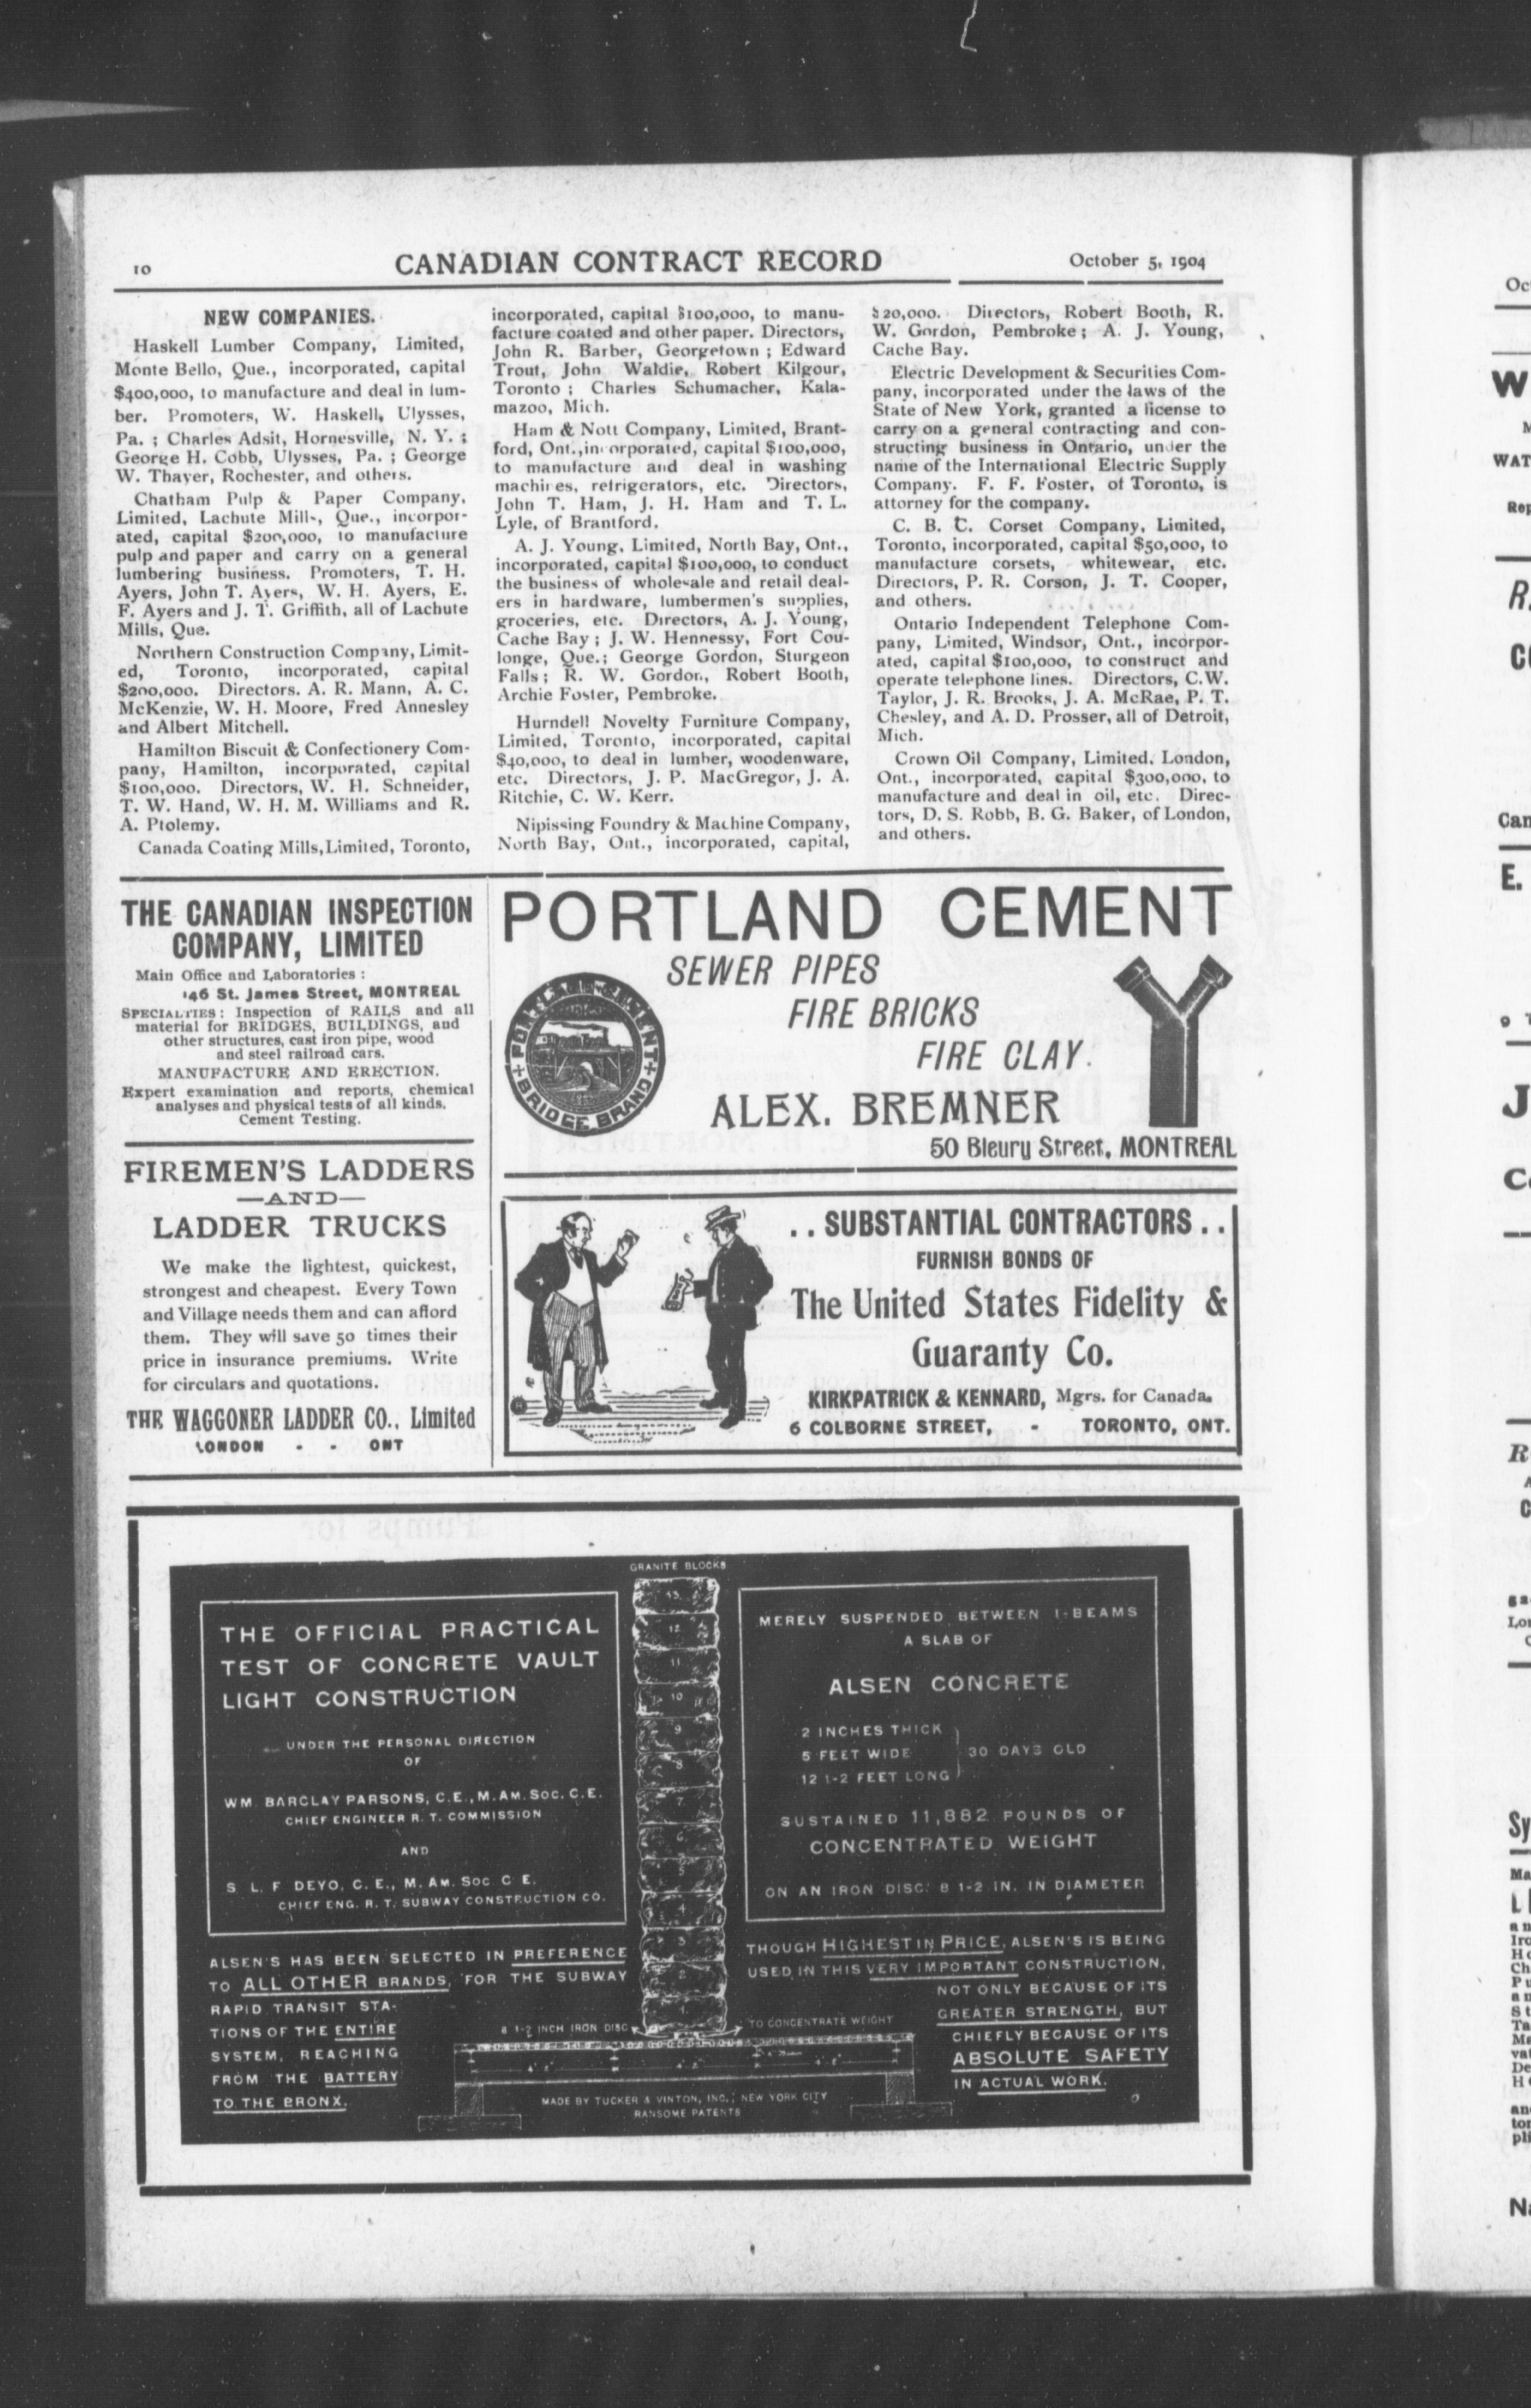 10
CANADIAN CONTRACT RECORD
October 5, 1904
NEW COMPANIES.
Haskell Lumber Company, Limited,
Monte Bello, Que., incorporated, capital
$400,000, to manufacture and deal in lum-
ber. Promoters, W. Haskell, Ulysses,
Pa. ; Charles Adsit, Hornesville, N. Y. ;
George H. Cobb, Ulysses, Pa. ; George
W. Thayer, Rochester, and others.
Chatham Pulp & Paper Company,
Limited, Lachute Mills, Que., incorpor-
ated, capital $200,000, to manufacture
pulp and paper and carry on a general
lumbering business. Promoters, T. H.
Ayers, John T. Ayers, W. H. Ayers, E.
F. Ayers and J. T. Griffith, all of Lachute
Mills, Que.
Northern Construction Company, Limit-
ed, Toronto, incorporated, capital
$200,000. Directors. A. R. Mann, A. C.
McKenzie, W. H. Moore, Fred Annesley
and Albert Mitchell.
Hamilton Biscuit & Confectionery Com-
pany, Hamilton, incorporated, capital
$100,000. Directors, W. H. Schneider,
T. W. Hand, W. H. M. Williams and R.
A. Ptolemy.
Canada Coating Mills, Limited, Toronto,
incorporated, capital $100,000, to manu-
facture coated and other paper. Directors,
John R. Barber, Georgetown ; Edward
Trout, John Waldie, Robert Kilgour,
Toronto ; Charles Schumacher, Kala-
mazoo, Mich.
Ham & Nott Company, Limited, Brant-
ford, Ont., incorporated, capital $100,000,
to manufacture and deal in washing
machines, refrigerators, etc. Directors,
John T. Ham, J. H. Ham and T. L.
Lyle, of Brantford.
A. J. Young, Limited, North Bay, Ont.,
incorporated, capital $100,000, to conduct
the business of wholesale and retail deal-
ers in hardware, lumbermen's supplies,
groceries, etc. Directors, A. J. Young,
Cache Bay ; J. W. Hennessy, Fort Cou-
longe, Que.; George Gordon, Sturgeon
Falls ; R. W. Gordon, Robert Booth,
Archie Foster, Pembroke.
Hurndell Novelty Furniture Company,
Limited, Toronto, incorporated, capital
$40,000, to deal in lumber, woodenware,
etc. Directors, J. P. MacGregor, J. A.
Ritchie, C. W. Kerr.
Nipissing Foundry & Machine Company,
North Bay, Ont., incorporated, capital,
$20,000. Directors, Robert Booth, R.
W. Gordon, Pembroke ; A. J. Young,
Cache Bay.
Electric Development & Securities Com-
pany, incorporated under the laws of the
State of New York, granted a license to
carry on a general contracting and con-
structing business in Ontario, under the
name of the International Electric Supply
Company. F. F. Foster, of Toronto, is
attorney for the company.
C. B. C. Corset Company, Limited,
Toronto, incorporated, capital $50,000, to
manufacture corsets, whitewear, etc.
Directors, P. R. Corson, J. T. Cooper,
and others.
Ontario Independent Telephone Com-
pany, Limited, Windsor, Ont., incorpor-
ated, capital $100,000, to construct and
operate telephone lines. Directors, C.W.
Taylor, J. R. Brooks, J. A. McRae, P. T.
Chesley, and A. D. Prosser, all of Detroit,
Mich.
Crown Oil Company, Limited, London,
Ont., incorporated, capital $300,000, to
manufacture and deal in oil, etc. Direc-
tors, D. S. Robb, B. G. Baker, of London,
and others.
THE CANADIAN INSPECTION
COMPANY, LIMITED
Main Office and Laboratories :
146 St. James Street, MONTREAL
SPECIALTIES : Inspection of RAILS and all
material for BRIDGES, BUILDINGS, and
other structures, cast iron pipe, wood
and steel railroad cars.
MANUFACTURE AND ERECTION.
Expert examination and reports, chemical
analyses and physical tests of all kinds.
Cement Testing.
FIREMEN'S LADDERS
—AND—
LADDER TRUCKS
We make the lightest, quickest,
strongest and cheapest. Every Town
and Village needs them and can afford
them. They will save 50 times their
price in insurance premiums. Write
for circulars and quotations.
THE WAGGONER LADDER CO., Limited
LONDON - - ONT
PORTLAND CEMENT
SEWER PIPES
FIRE BRICKS
FIRE CLAY.
PORTLAND CEMENT
BRIDGE BRAND
ALEX. BREMNER
50 Bleury Street, MONTREAL
. . SUBSTANTIAL CONTRACTORS . .
FURNISH BONDS OF
The United States Fidelity &
Guaranty Co.
KIRKPATRICK & KENNARD, Mgrs. for Canada.
6 COLBORNE STREET, - TORONTO, ONT.
GRANITE BLOCKS
13
12
11
10
9
8
7
6
5
4
3
2
1
THE OFFICIAL PRACTICAL
TEST OF CONCRETE VAULT
LIGHT CONSTRUCTION
UNDER THE PERSONAL DIRECTION
OF
WM. BARCLAY PARSONS, C.E., M.AM.SOC.C.E.
CHIEF ENGINEER R. T. COMMISSION
AND
S. L. F. DEYO, C. E., M. AM. SOC. C. E.
CHIEF ENG. R. T. SUBWAY CONSTRUCTION CO.
ALSEN'S HAS BEEN SELECTED IN PREFERENCE
TO ALL OTHER BRANDS, FOR THE SUBWAY
RAPID TRANSIT STA-
TIONS OF THE ENTIRE
SYSTEM, REACHING
FROM THE BATTERY
TO THE BRONX.
MERELY SUSPENDED BETWEEN I-BEAMS
A SLAB OF
ALSEN CONCRETE
2 INCHES THICK
5 FEET WIDE
12 1-2 FEET LONG
30 DAYS OLD
SUSTAINED 11,882 POUNDS OF
CONCENTRATED WEIGHT
ON AN IRON DISC. 8 1-2 IN. IN DIAMETER
THOUGH HIGHEST IN PRICE, ALSEN'S IS BEING
USED IN THIS VERY IMPORTANT CONSTRUCTION,
NOT ONLY BECAUSE OF ITS
GREATER STRENGTH, BUT
CHIEFLY BECAUSE OF ITS
ABSOLUTE SAFETY
IN ACTUAL WORK.
8 1-2 INCH IRON DISC
TO CONCENTRATE WEIGHT
MADE BY TUCKER & VINTON, INC., NEW YORK CITY
RANSOME PATENTS